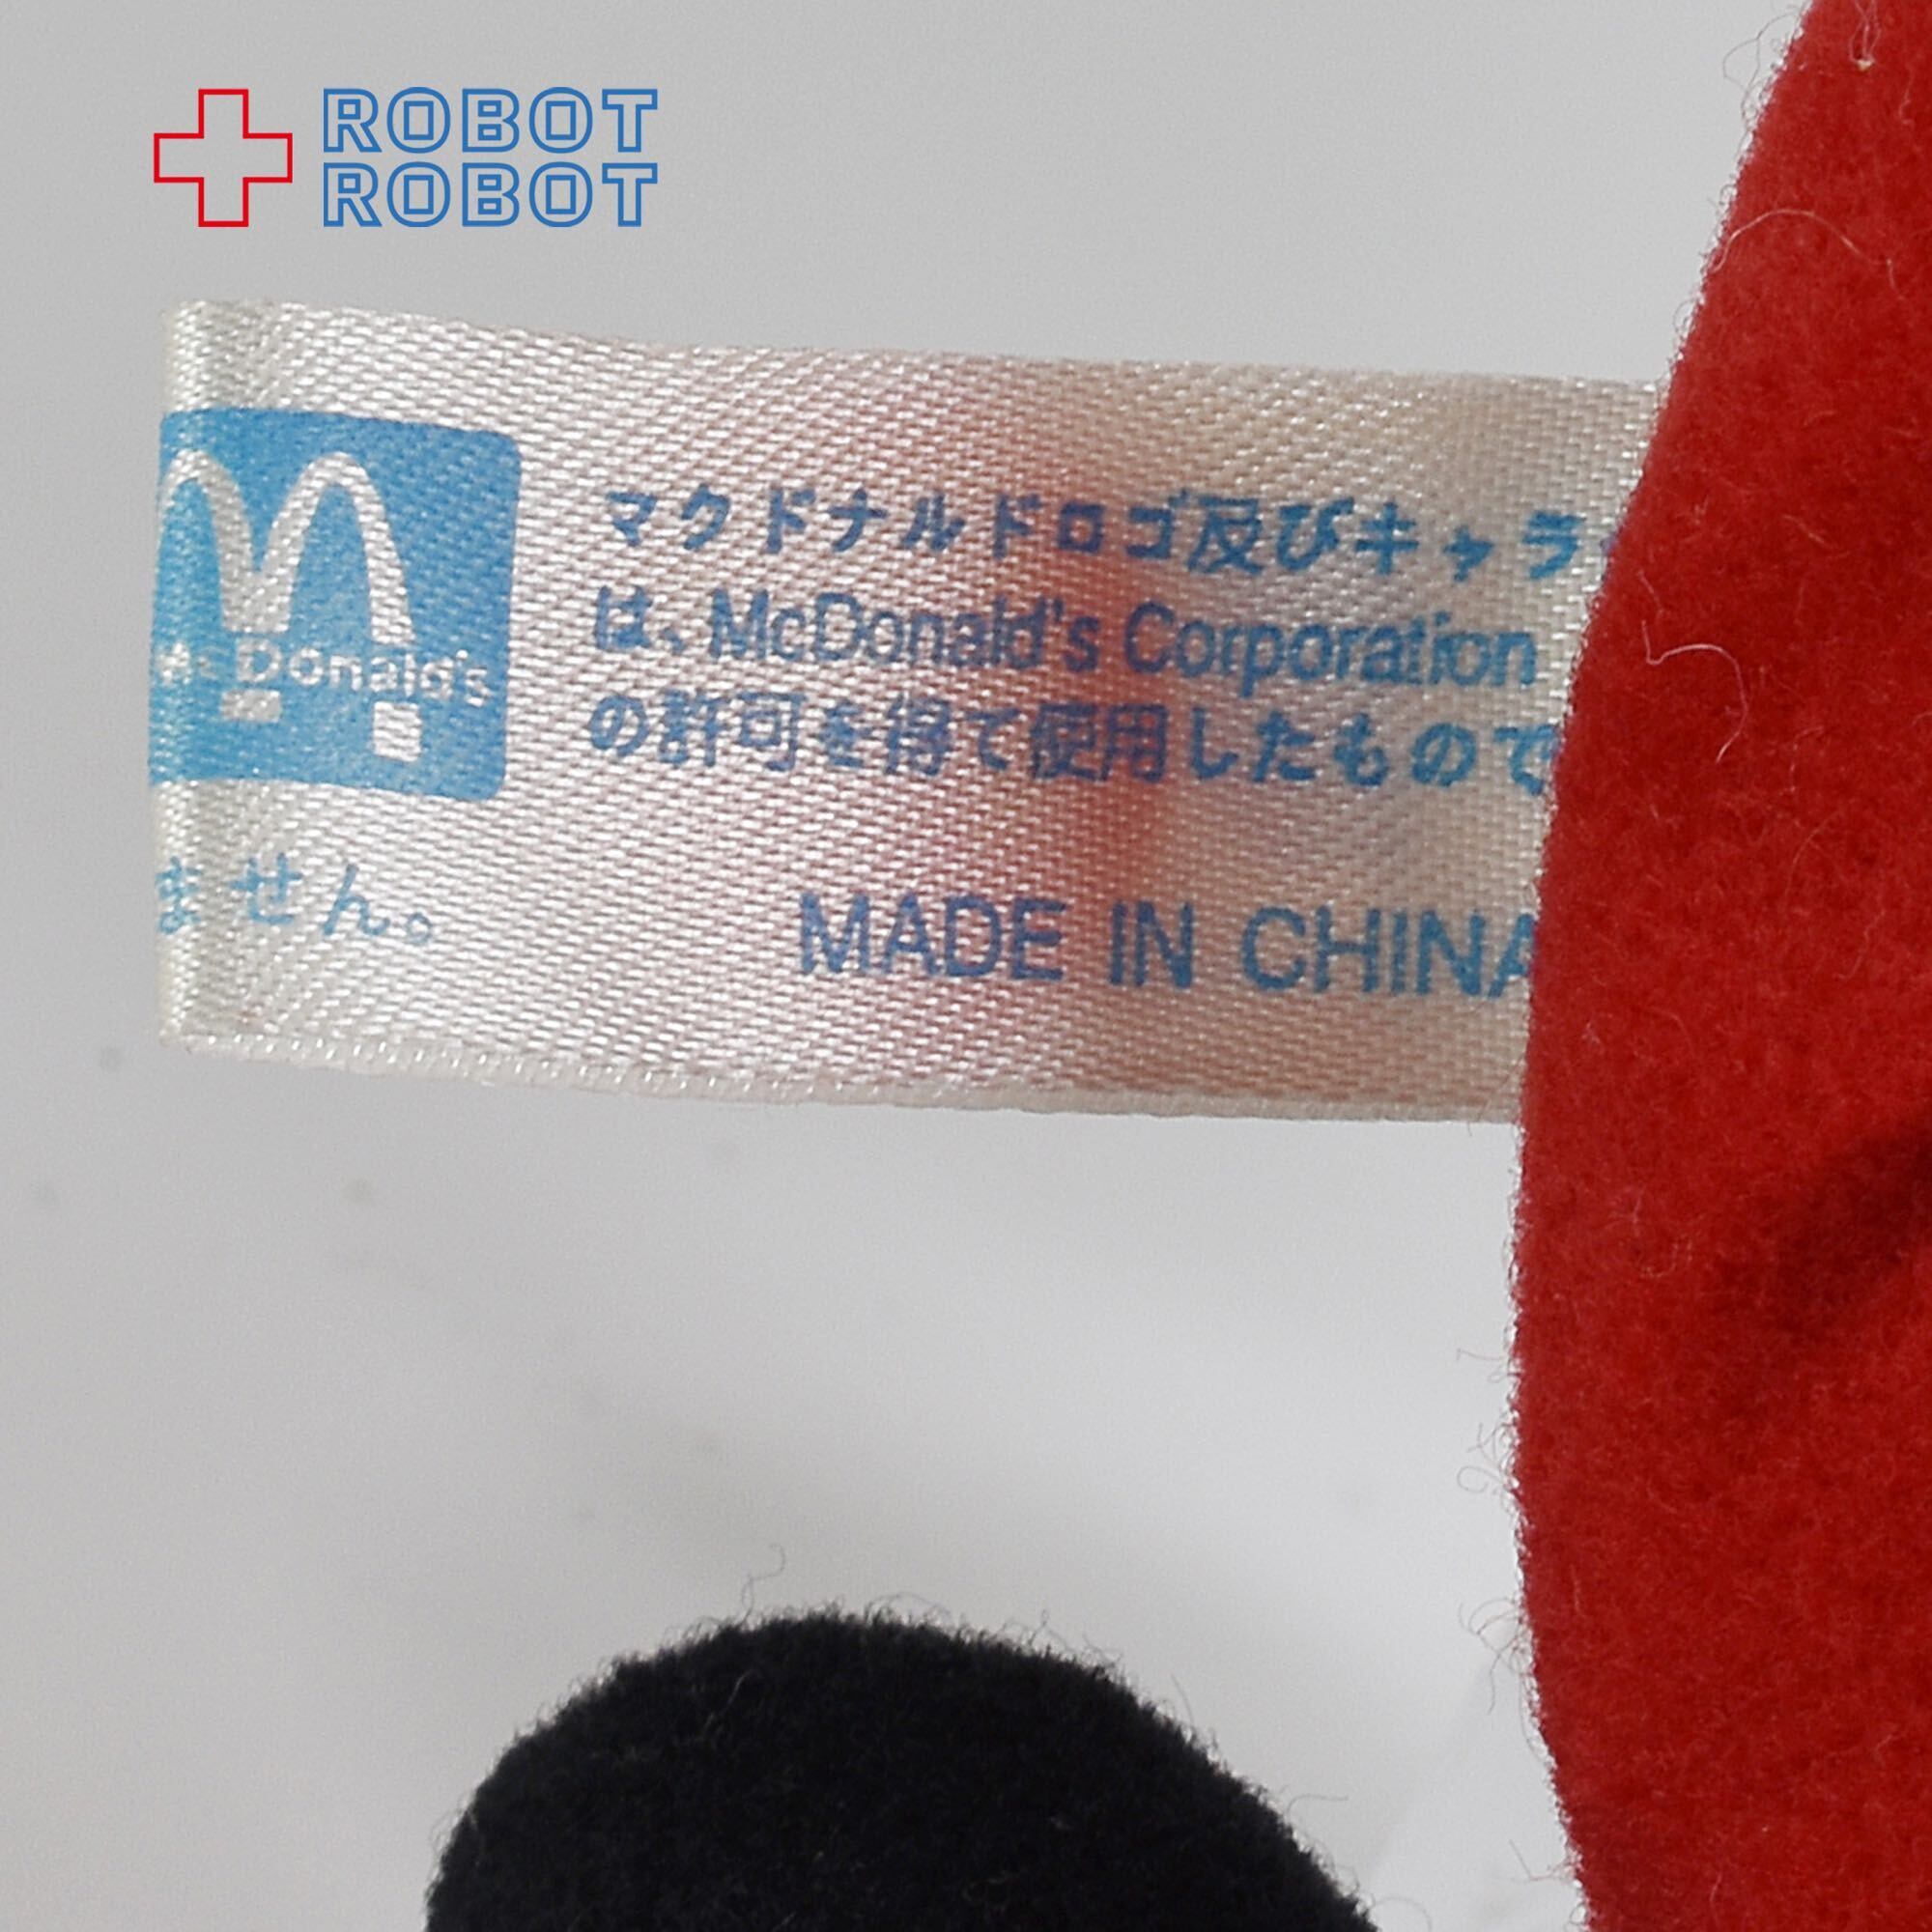 ROBOT
ROBOT
McDonald's
マクドナルドロゴ及びキャラ
は、McDonald's Corporation
の許可を得て使用したもので
ません。
MADE IN CHINA